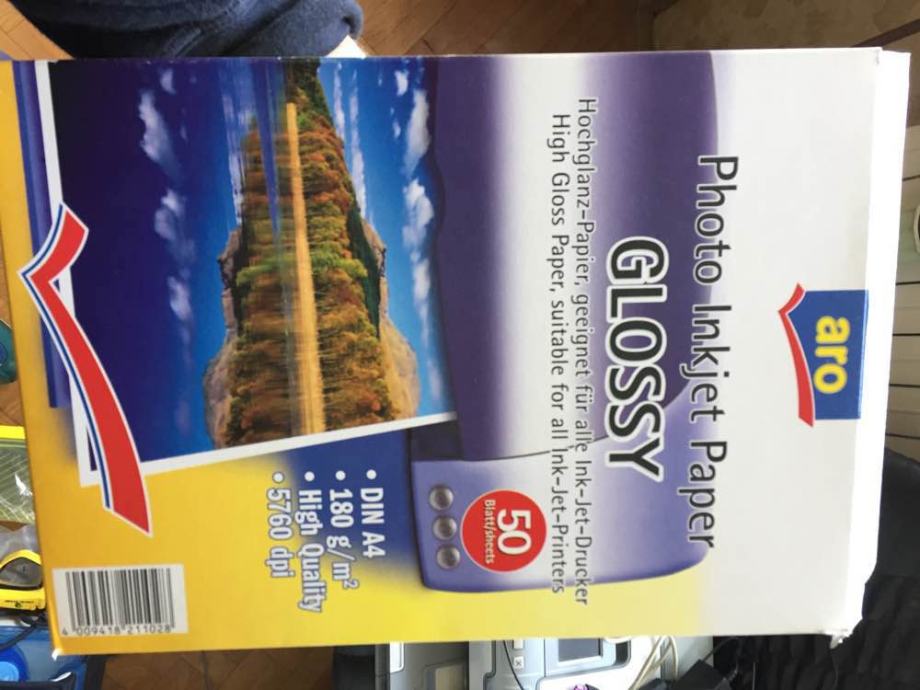 aro
Photo Inkjet Paper
GLOSSY
Hochglanz-Papier, geeignet für alle Ink-Jet-Drucker
High Gloss Paper, suitable for all Ink-Jet-Printers
50
Blatt/sheets
• DIN A4
• 180 g/m²
• High Quality
• 5760 dpi
4 009418 211028